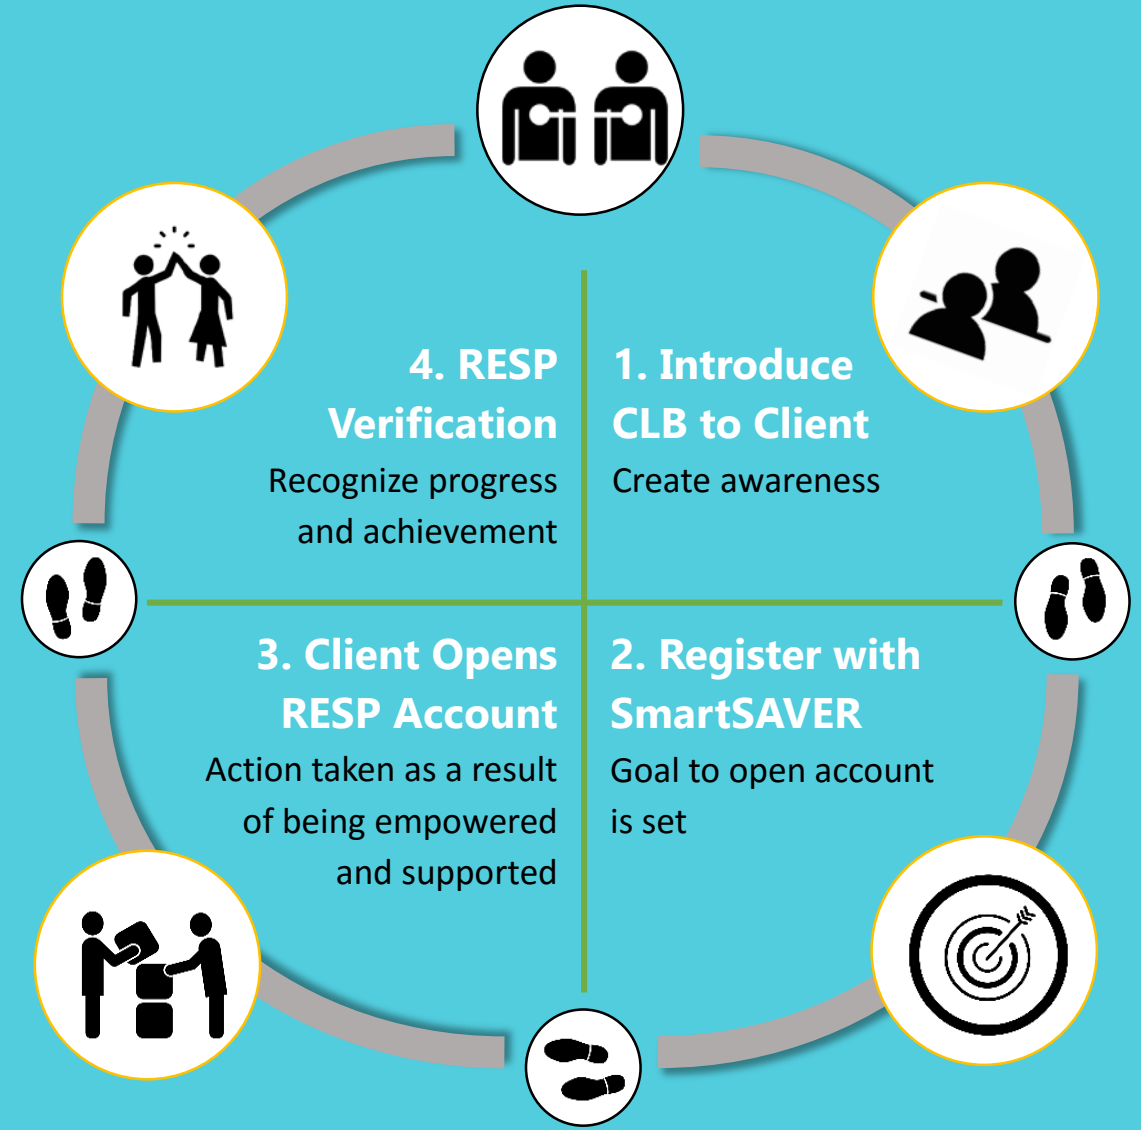 1. Introduce
CLB to Client
Create awareness
2. Register with
SmartSAVER
Goal to open account
is set
3. Client Opens
RESP Account
Action taken as a result
of being empowered
and supported
4. RESP
Verification
Recognize progress
and achievement